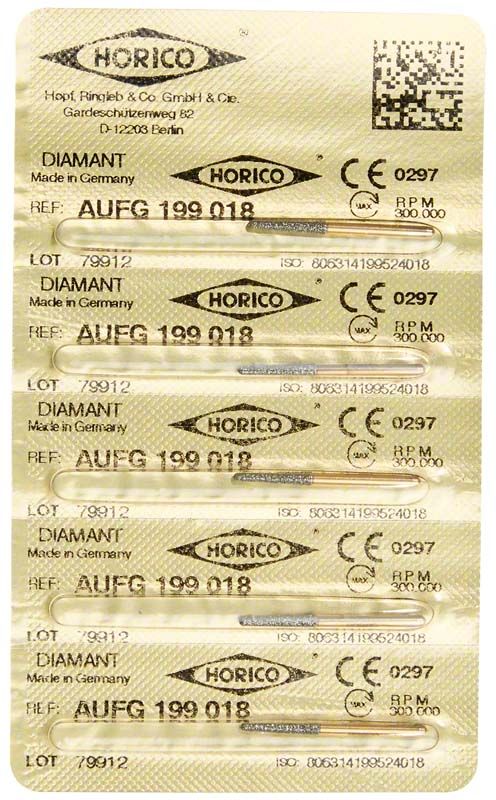 HORICO ®
Hopf, Ringleb & Co. GmbH & Cie.
Gardeschützenweg 82
D-12203 Berlin
DIAMANT HORICO ® CE 0297
Made in Germany
REF: AUFG 199 018 MAX RPM 300.000
LOT 79912 ISO: 806314199524018
DIAMANT HORICO ® CE 0297
Made in Germany
REF: AUFG 199 018 MAX RPM 300.000
LOT 79912 ISO: 806314199524018
DIAMANT HORICO ® CE 0297
Made in Germany
REF: AUFG 199 018 MAX RPM 300.000
LOT 79912 ISO: 806314199524018
DIAMANT HORICO ® CE 0297
Made in Germany
REF: AUFG 199 018 MAX RPM 300.000
LOT 79912 ISO: 806314199524018
DIAMANT HORICO ® CE 0297
Made in Germany
REF: AUFG 199 018 MAX RPM 300.000
LOT 79912 ISO: 806314199524018